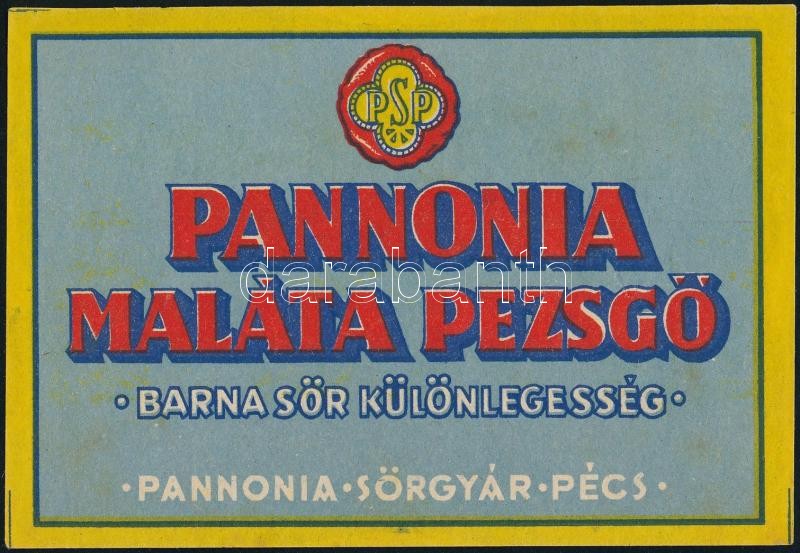 PSP
PANNONIA
darabanth
MALÁTA PEZSGŐ
• BARNA SÖR KÜLÖNLEGESSÉG •
• PANNONIA • SÖRGYÁR • PÉCS •